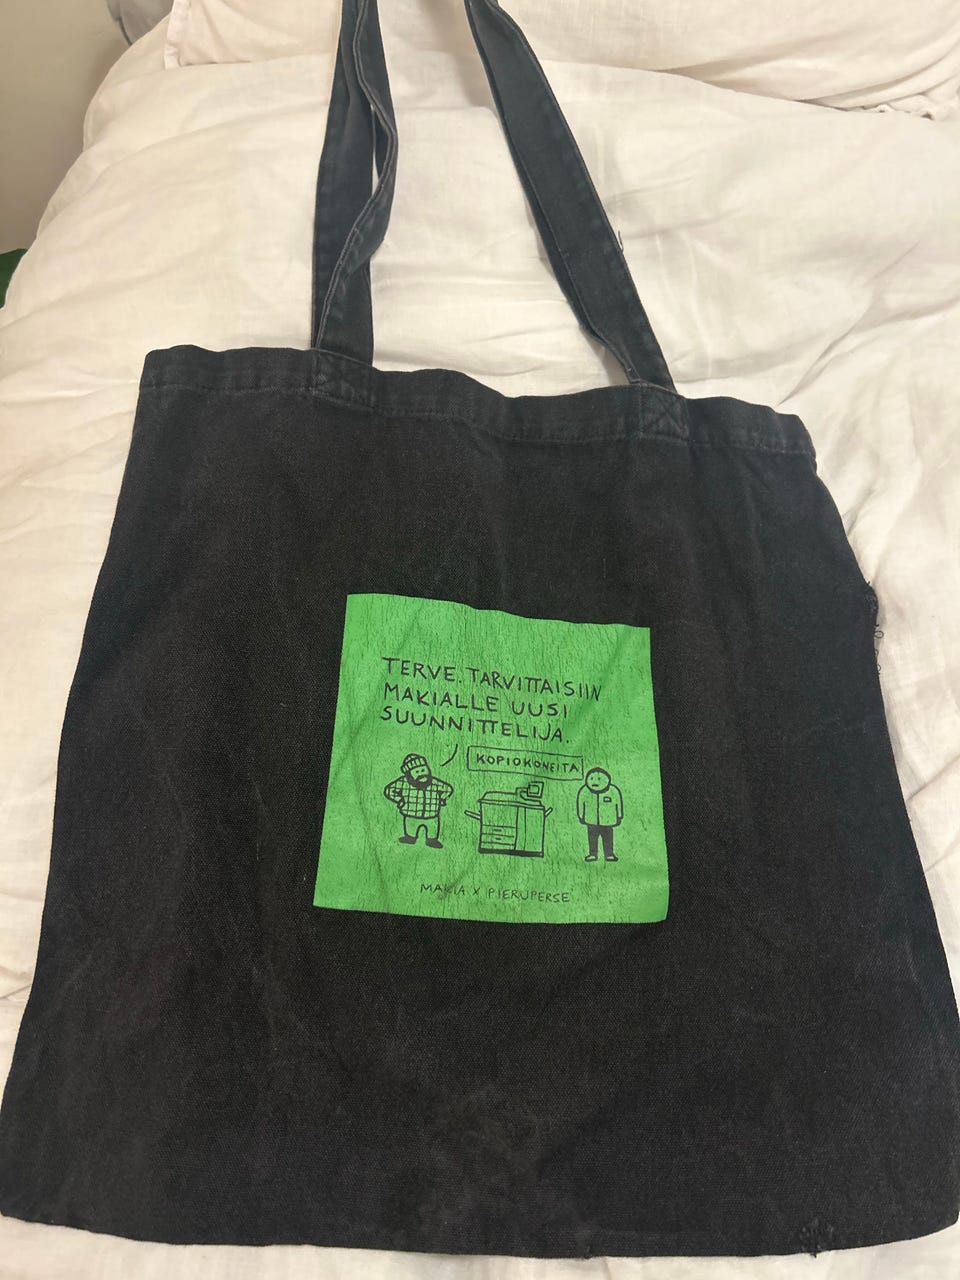 TERVE. TARVITTAISIIN
MAKIALLE UUSI
SUUNNITTELIJA.
KOPIOKONEITA
MAKIA X PIERUPERSE